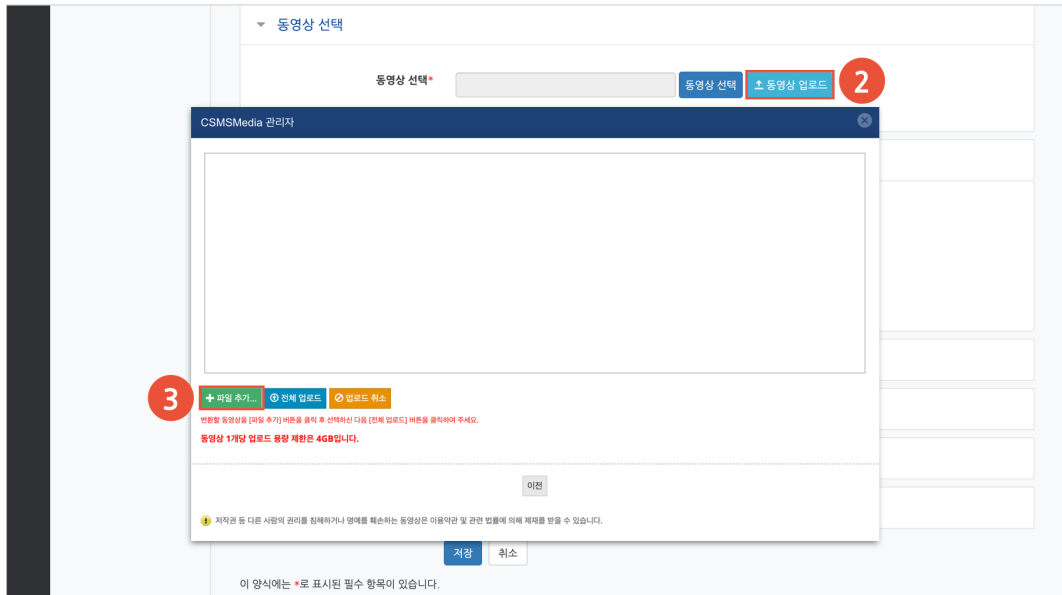 동영상 선택
동영상 선택* 동영상 선택 동영상 업로드 2
CSMSMedia 관리자
3 파일 추가... 전체 업로드 업로드 취소
변환할 동영상을 [파일 추가] 버튼을 클릭 후 선택하신 다음 [전체 업로드] 버튼을 클릭하여 주세요.
동영상 1개당 업로드 용량 제한은 4GB입니다.
이전
저작권 등 다른 사람의 권리를 침해하거나 명예를 훼손하는 동영상은 이용약관 및 관련 법률에 의해 제재를 받을 수 있습니다.
저장 취소
이 양식에는 *로 표시된 필수 항목이 있습니다.